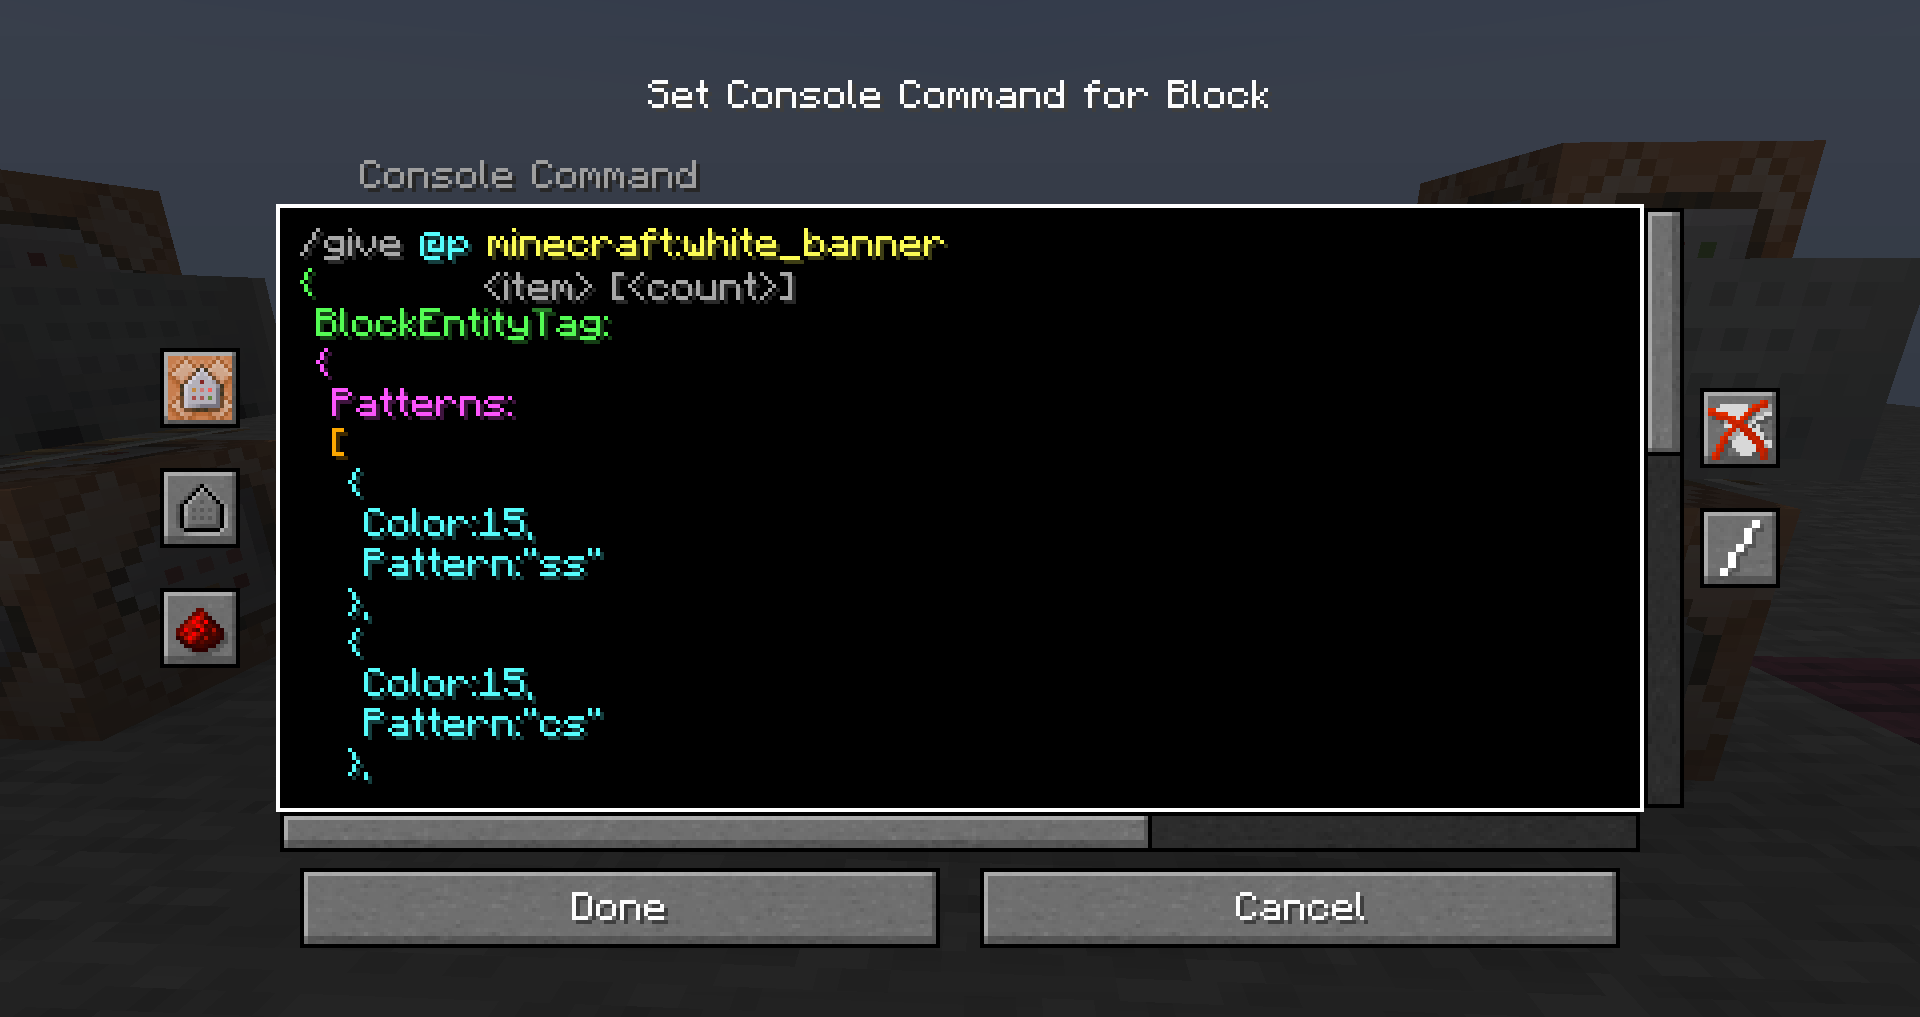 Set Console Command for Block
Console Command
/give @p minecraft:white_banner
{
<item> [<count>]
BlockEntityTag:
{
Patterns:
[
{
Color:15,
Pattern:"ss"
},
{
Color:15,
Pattern:"cs"
},
Done
Cancel